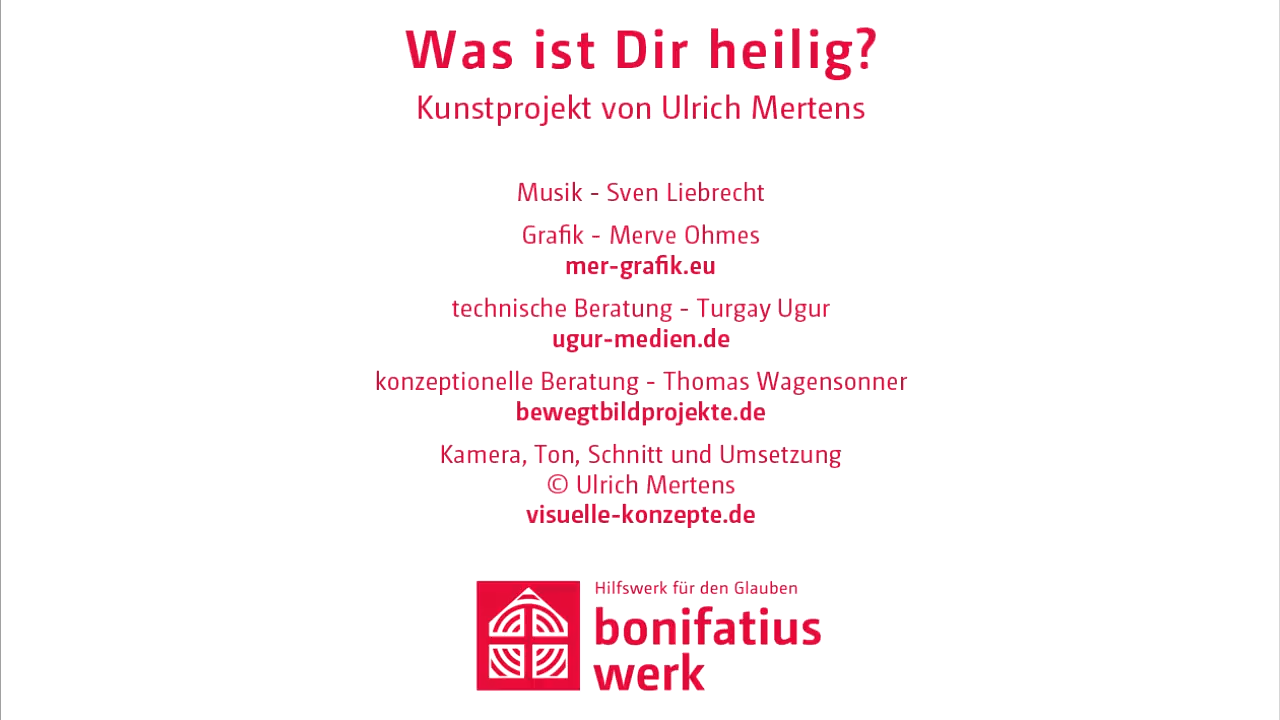 Was ist Dir heilig?
Kunstprojekt von Ulrich Mertens
Musik - Sven Liebrecht
Grafik - Merve Ohmes
mer-grafik.eu
technische Beratung - Turgay Ugur
ugur-medien.de
konzeptionelle Beratung - Thomas Wagensonner
bewegtbildprojekte.de
Kamera, Ton, Schnitt und Umsetzung
© Ulrich Mertens
visuelle-konzepte.de
Hilfswerk für den Glauben
bonifatius
werk